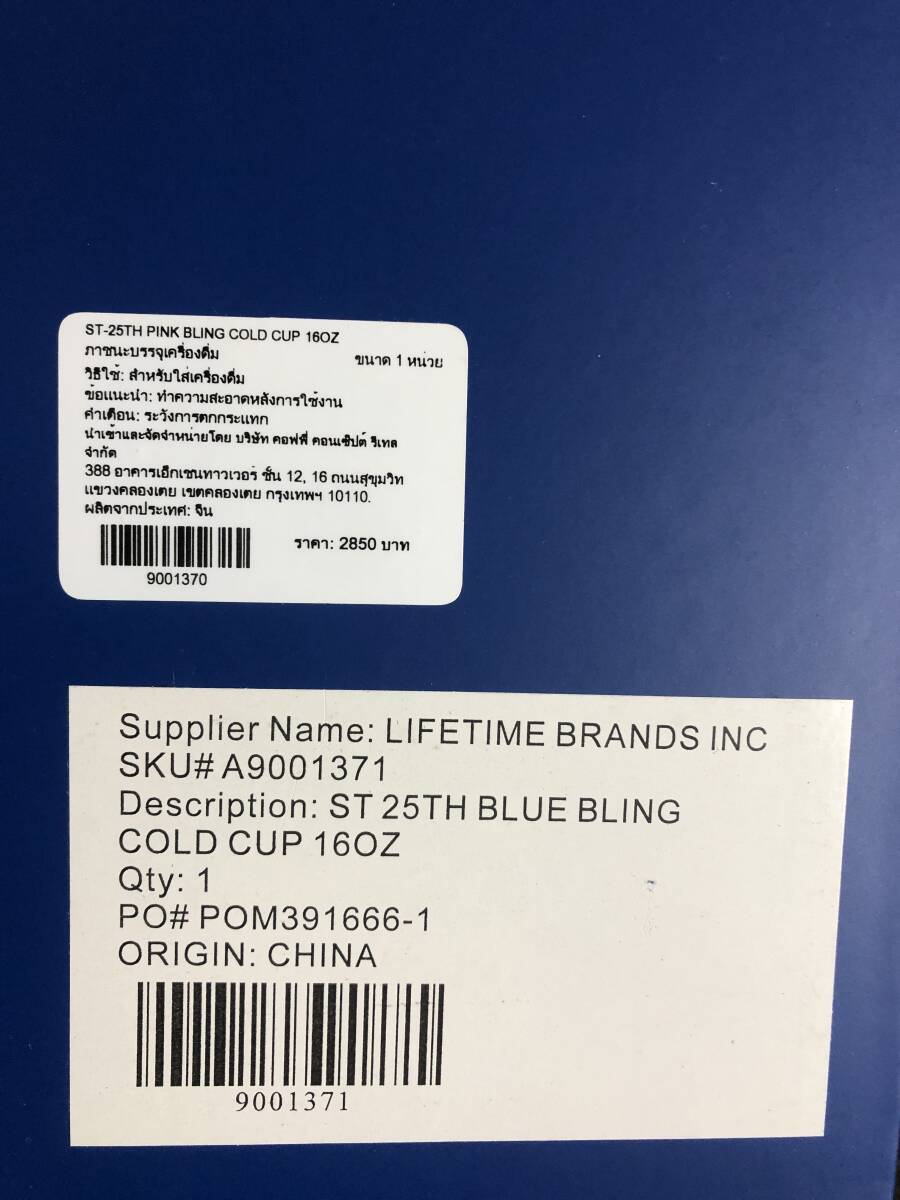 ST-25TH PINK BLING COLD CUP 16OZ
ภาชนะบรรจุเครื่องดื่ม ขนาด 1 หน่วย
วิธีใช้: สำหรับใส่เครื่องดื่ม
ข้อแนะนำ: ทำความสะอาดหลังการใช้งาน
คำเตือน: ระวังการตกกระแทก
นำเข้าและจัดจำหน่ายโดย บริษัท คอฟฟี่ คอนเซ็ปต์ รีเทล
จำกัด
388 อาคารเอ็กเชนทาวเวอร์ ชั้น 12, 16 ถนนสุขุมวิท
แขวงคลองเตย เขตคลองเตย กรุงเทพฯ 10110.
ผลิตจากประเทศ: จีน
ราคา: 2850 บาท
9001370
Supplier Name: LIFETIME BRANDS INC
SKU# A9001371
Description: ST 25TH BLUE BLING
COLD CUP 16OZ
Qty: 1
PO# POM391666-1
ORIGIN: CHINA
9001371